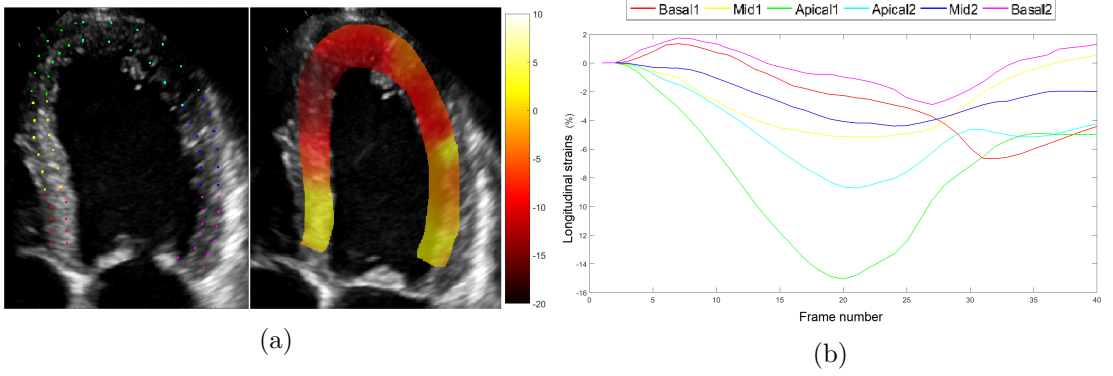 10
5
0
-5
-10
-15
-20
(a)
Basal1 Mid1 Apical1 Apical2 Mid2 Basal2
Longitudinal strains (%)
2
0
-2
-4
-6
-8
-10
-12
-14
-16
0 5 10 15 20 25 30 35 40
Frame number
(b)